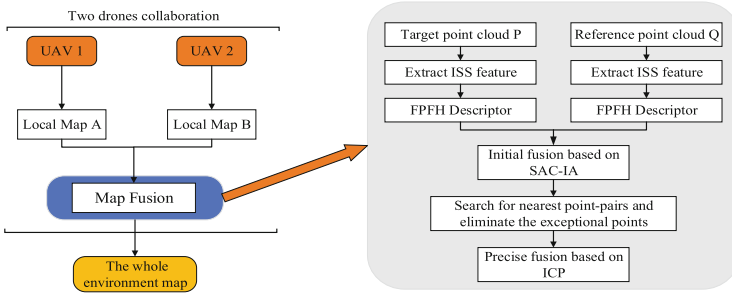 Two drones collaboration
UAV 1
UAV 2
Local Map A
Local Map B
Map Fusion
The whole
environment map
Target point cloud P
Reference point cloud Q
Extract ISS feature
Extract ISS feature
FPFH Descriptor
FPFH Descriptor
Initial fusion based on
SAC-IA
Search for nearest point-pairs and
eliminate the exceptional points
Precise fusion based on
ICP